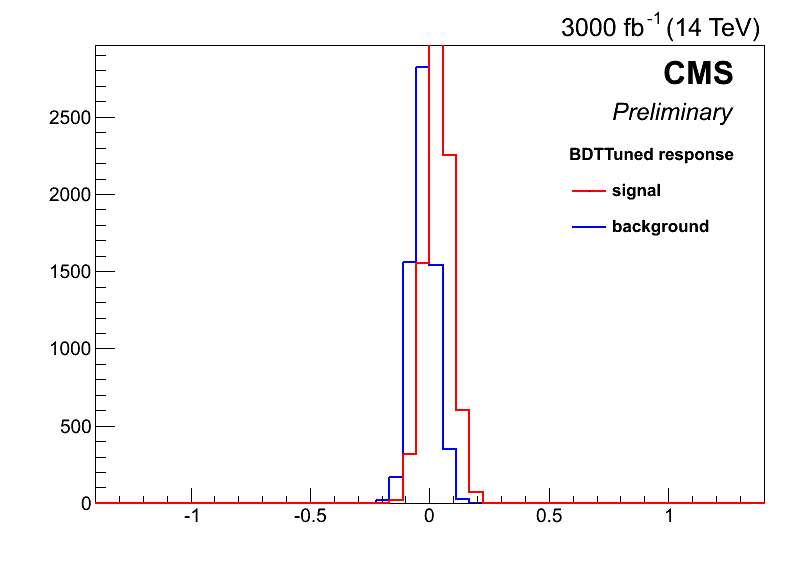 3000 fb-1 (14 TeV)
CMS
Preliminary
BDTTuned response
signal
background
2500
2000
1500
1000
500
0
-1 -0.5 0 0.5 1